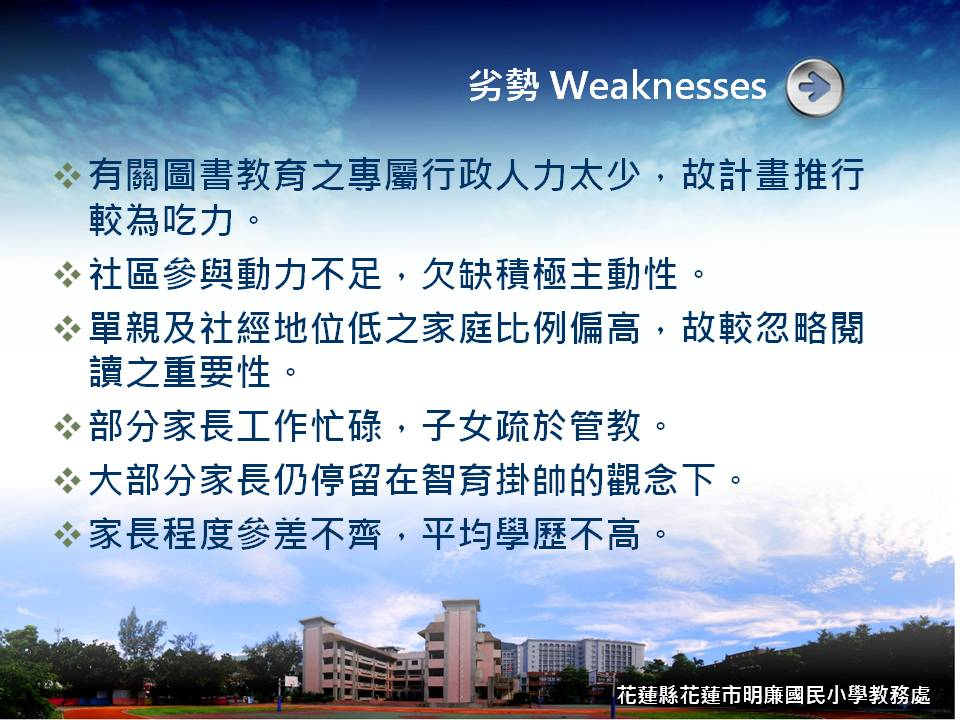 劣勢 Weaknesses
有關圖書教育之專屬行政人力太少，故計畫推行
較為吃力。
社區參與動力不足，欠缺積極主動性。
單親及社經地位低之家庭比例偏高，故較忽略閱
讀之重要性。
部分家長工作忙碌，子女疏於管教。
大部分家長仍停留在智育掛帥的觀念下。
家長程度參差不齊，平均學歷不高。
花蓮縣花蓮市明廉國民小學教務處